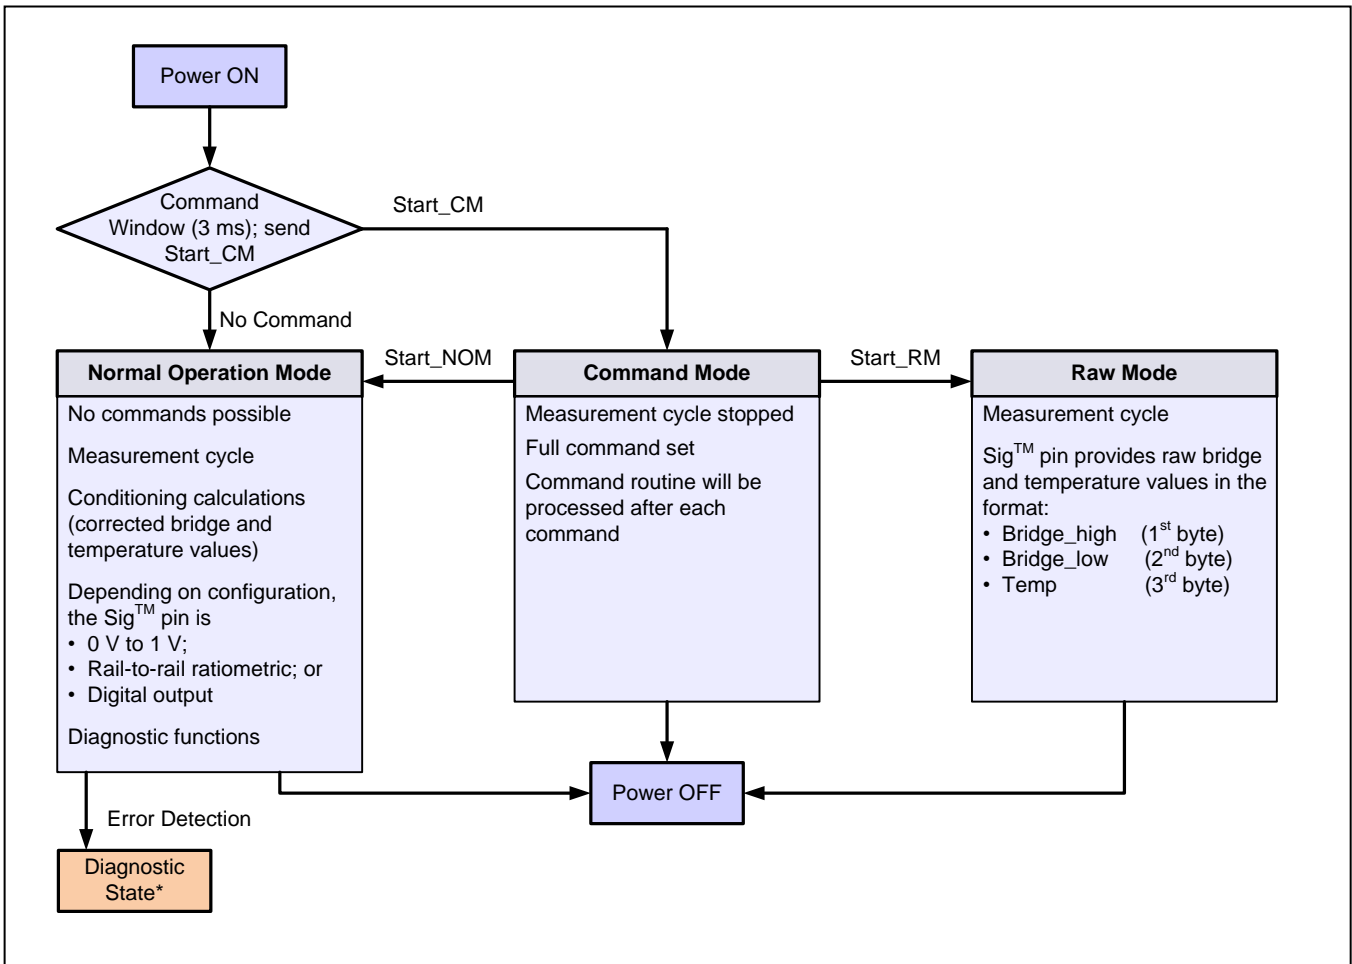 Power ON
Command
Window (3 ms); send
Start_CM
Start_CM
No Command
Normal Operation Mode
No commands possible
Measurement cycle
Conditioning calculations
(corrected bridge and
temperature values)
Depending on configuration,
the Sig™ pin is
• 0 V to 1 V;
• Rail-to-rail ratiometric; or
• Digital output
Diagnostic functions
Start_NOM
Command Mode
Measurement cycle stopped
Full command set
Command routine will be
processed after each
command
Start_RM
Raw Mode
Measurement cycle
Sig™ pin provides raw bridge
and temperature values in the
format:
• Bridge_high (1st byte)
• Bridge_low (2nd byte)
• Temp (3rd byte)
Power OFF
Error Detection
Diagnostic
State*